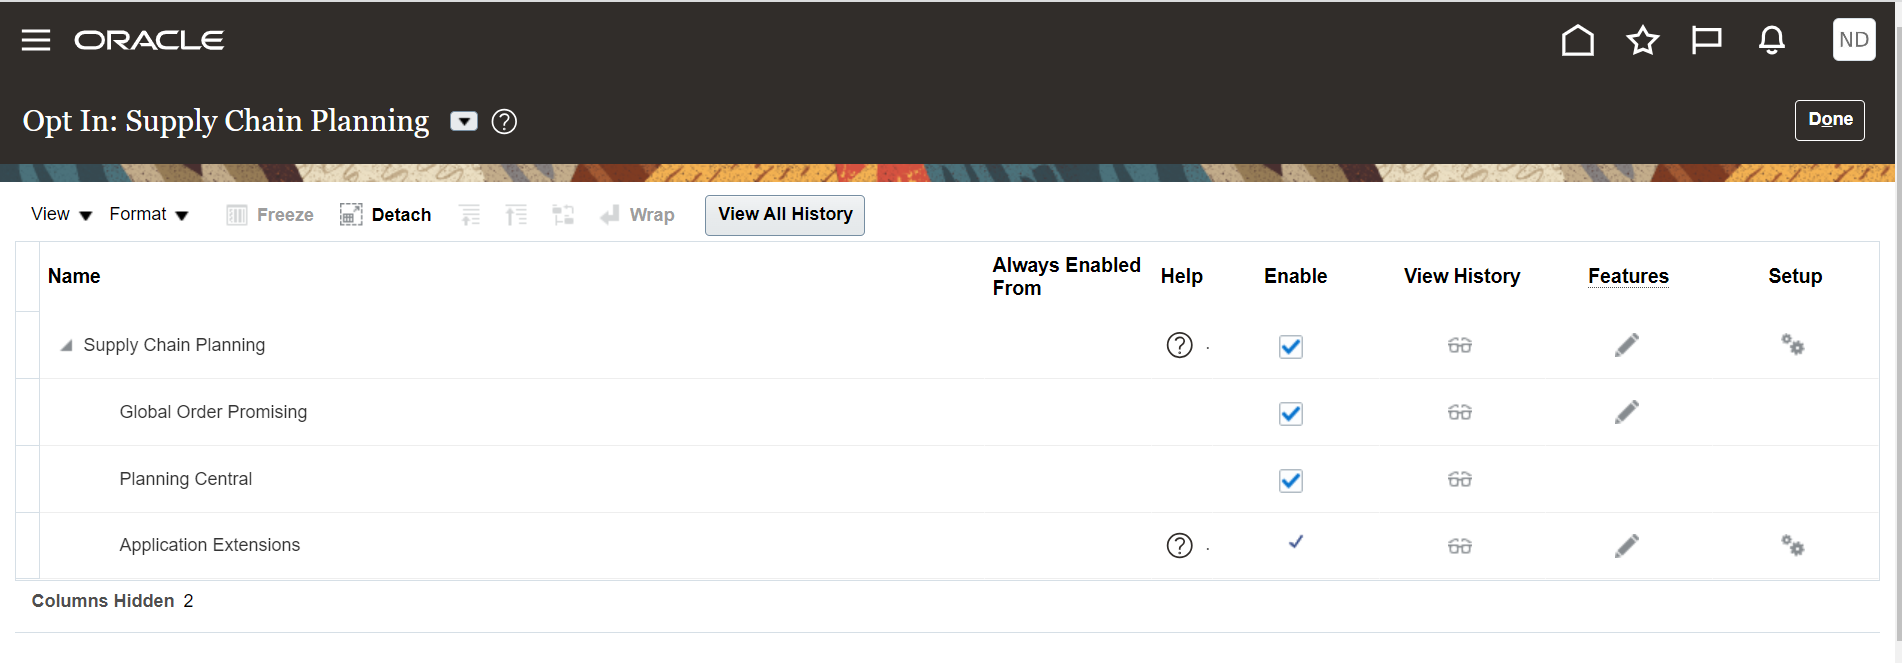 ORACLE
ND
Opt In: Supply Chain Planning
Done
View Format Freeze Detach Wrap View All History
Name Always Enabled From Help Enable View History Features Setup
Supply Chain Planning
Global Order Promising
Planning Central
Application Extensions
Columns Hidden 2